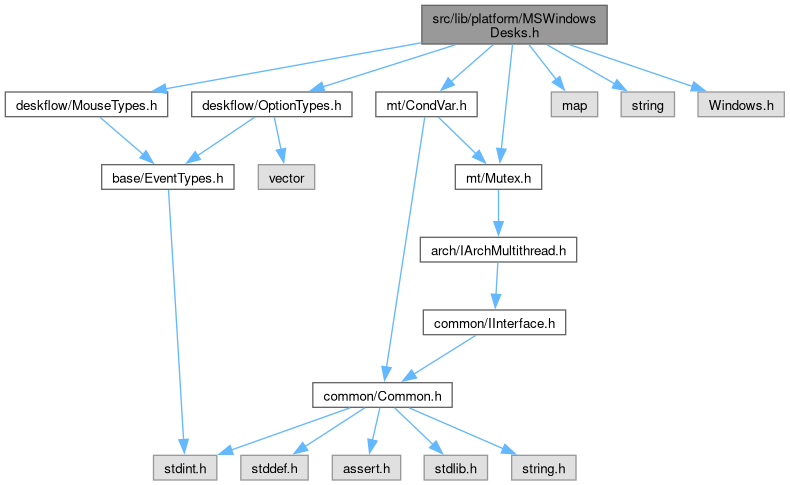 src/lib/platform/MSWindows
Desks.h
deskflow/MouseTypes.h
deskflow/OptionTypes.h
mt/CondVar.h
map
string
Windows.h
base/EventTypes.h
vector
mt/Mutex.h
arch/IArchMultithread.h
common/IInterface.h
common/Common.h
stdint.h
stddef.h
assert.h
stdlib.h
string.h